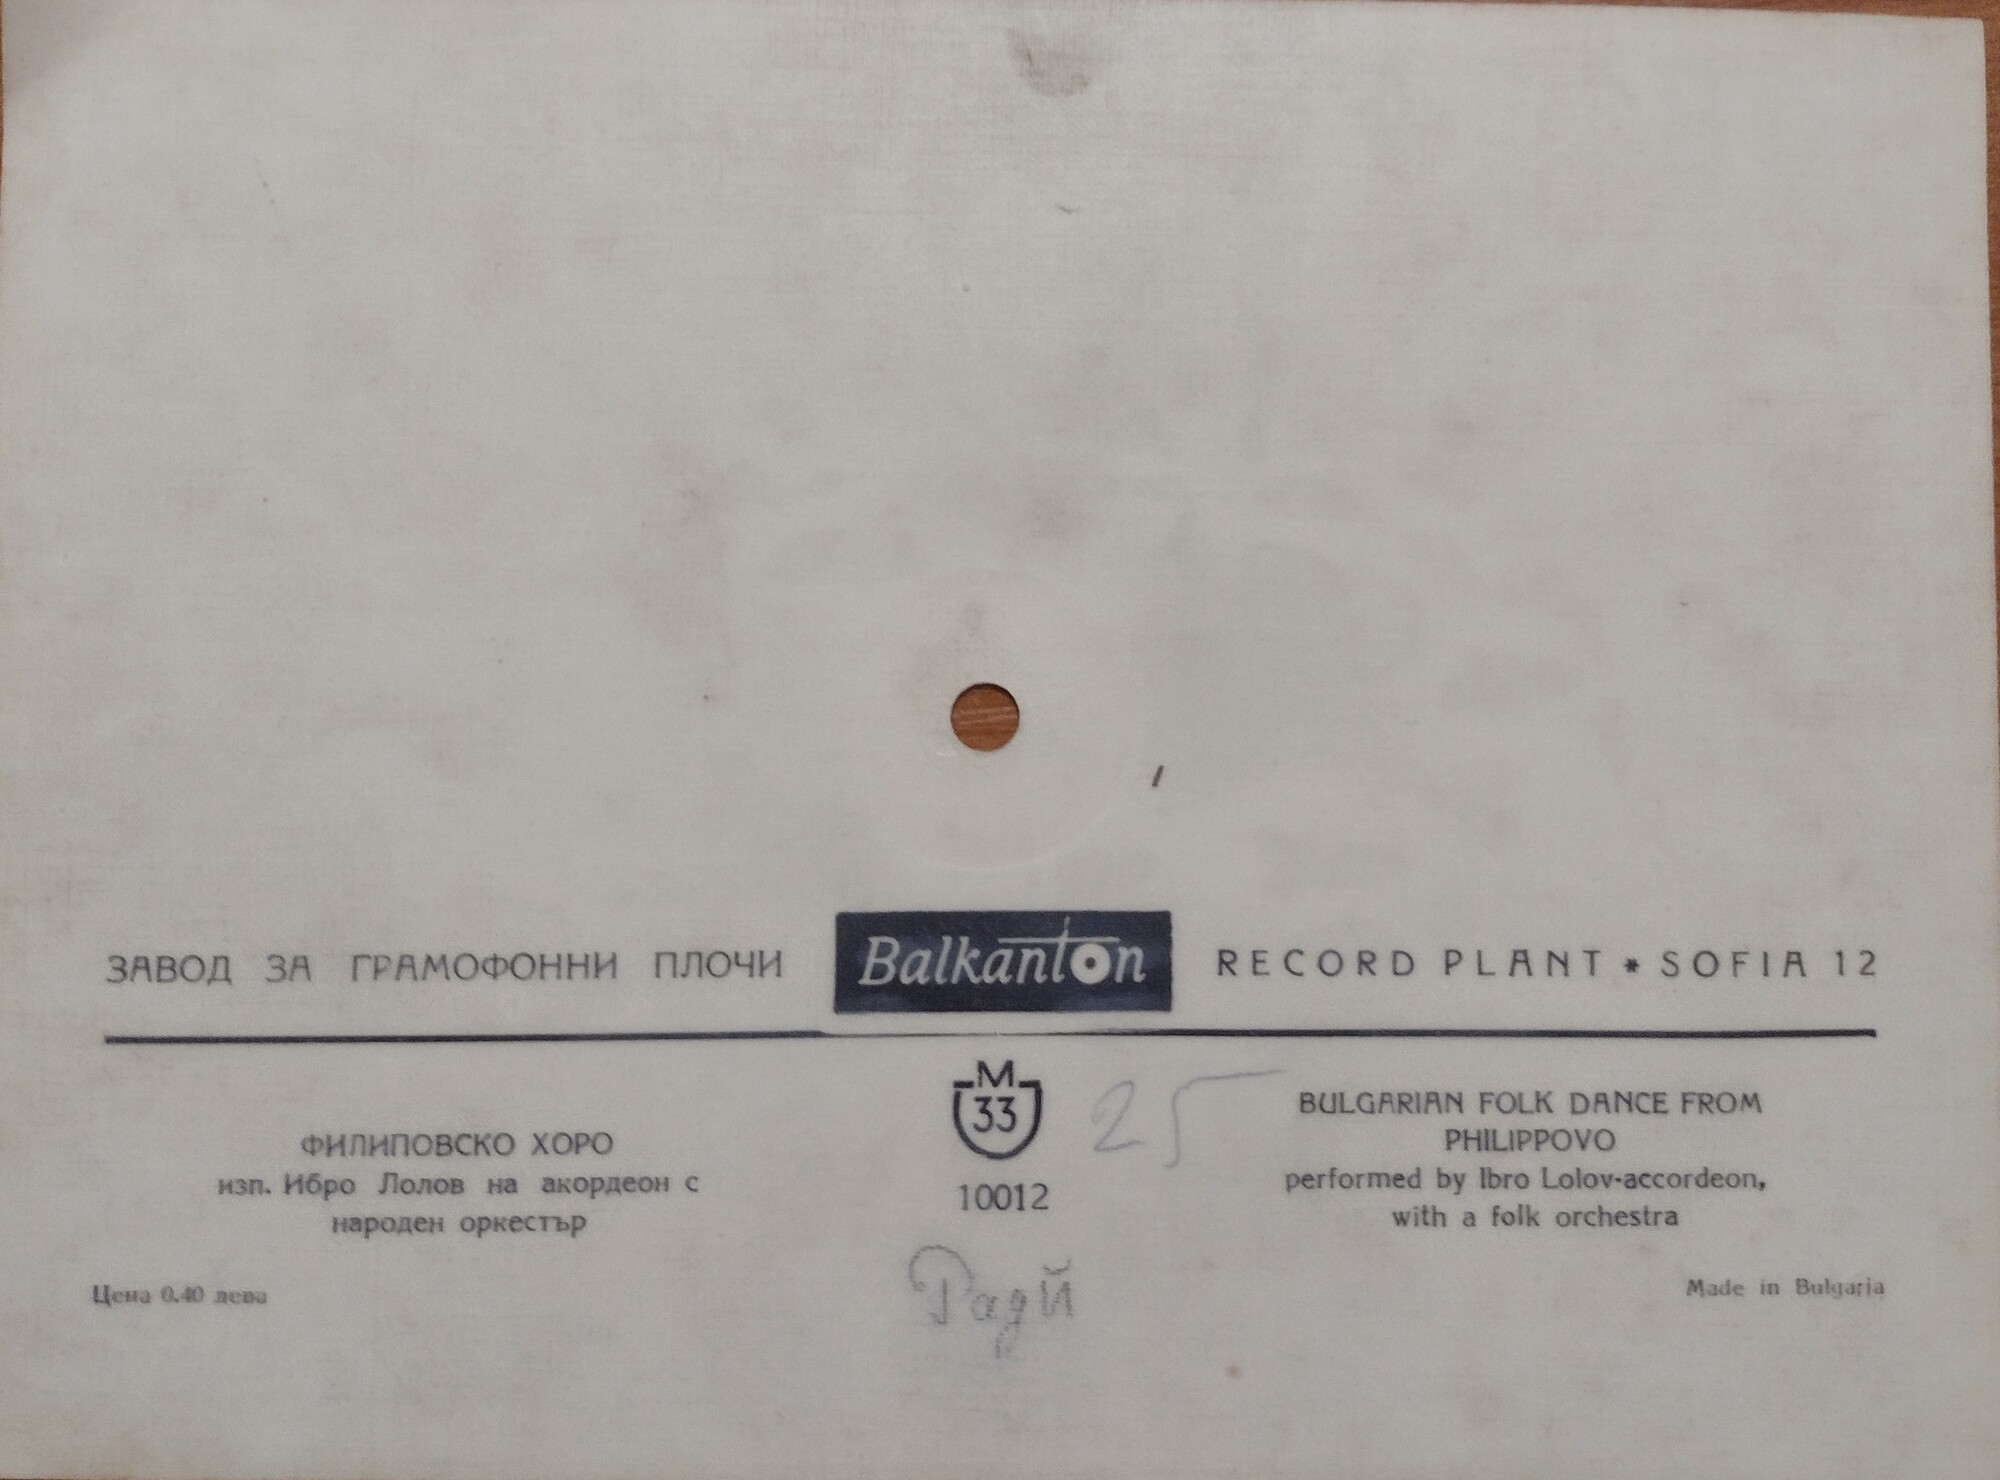 ЗАВОД ЗА ГРАМОФОННИ ПЛОЧИ Balkanton RECORD PLANT * SOFIA 12
ФИЛИПОВСКО ХОРО
изп. Ибро Лолов на акордеон с
народен оркестър
Цена 0.40 лева
М
33
10012
25
Радй
BULGARIAN FOLK DANCE FROM
PHILIPPOVO
performed by Ibro Lolov-accordeon,
with a folk orchestra
Made in Bulgaria